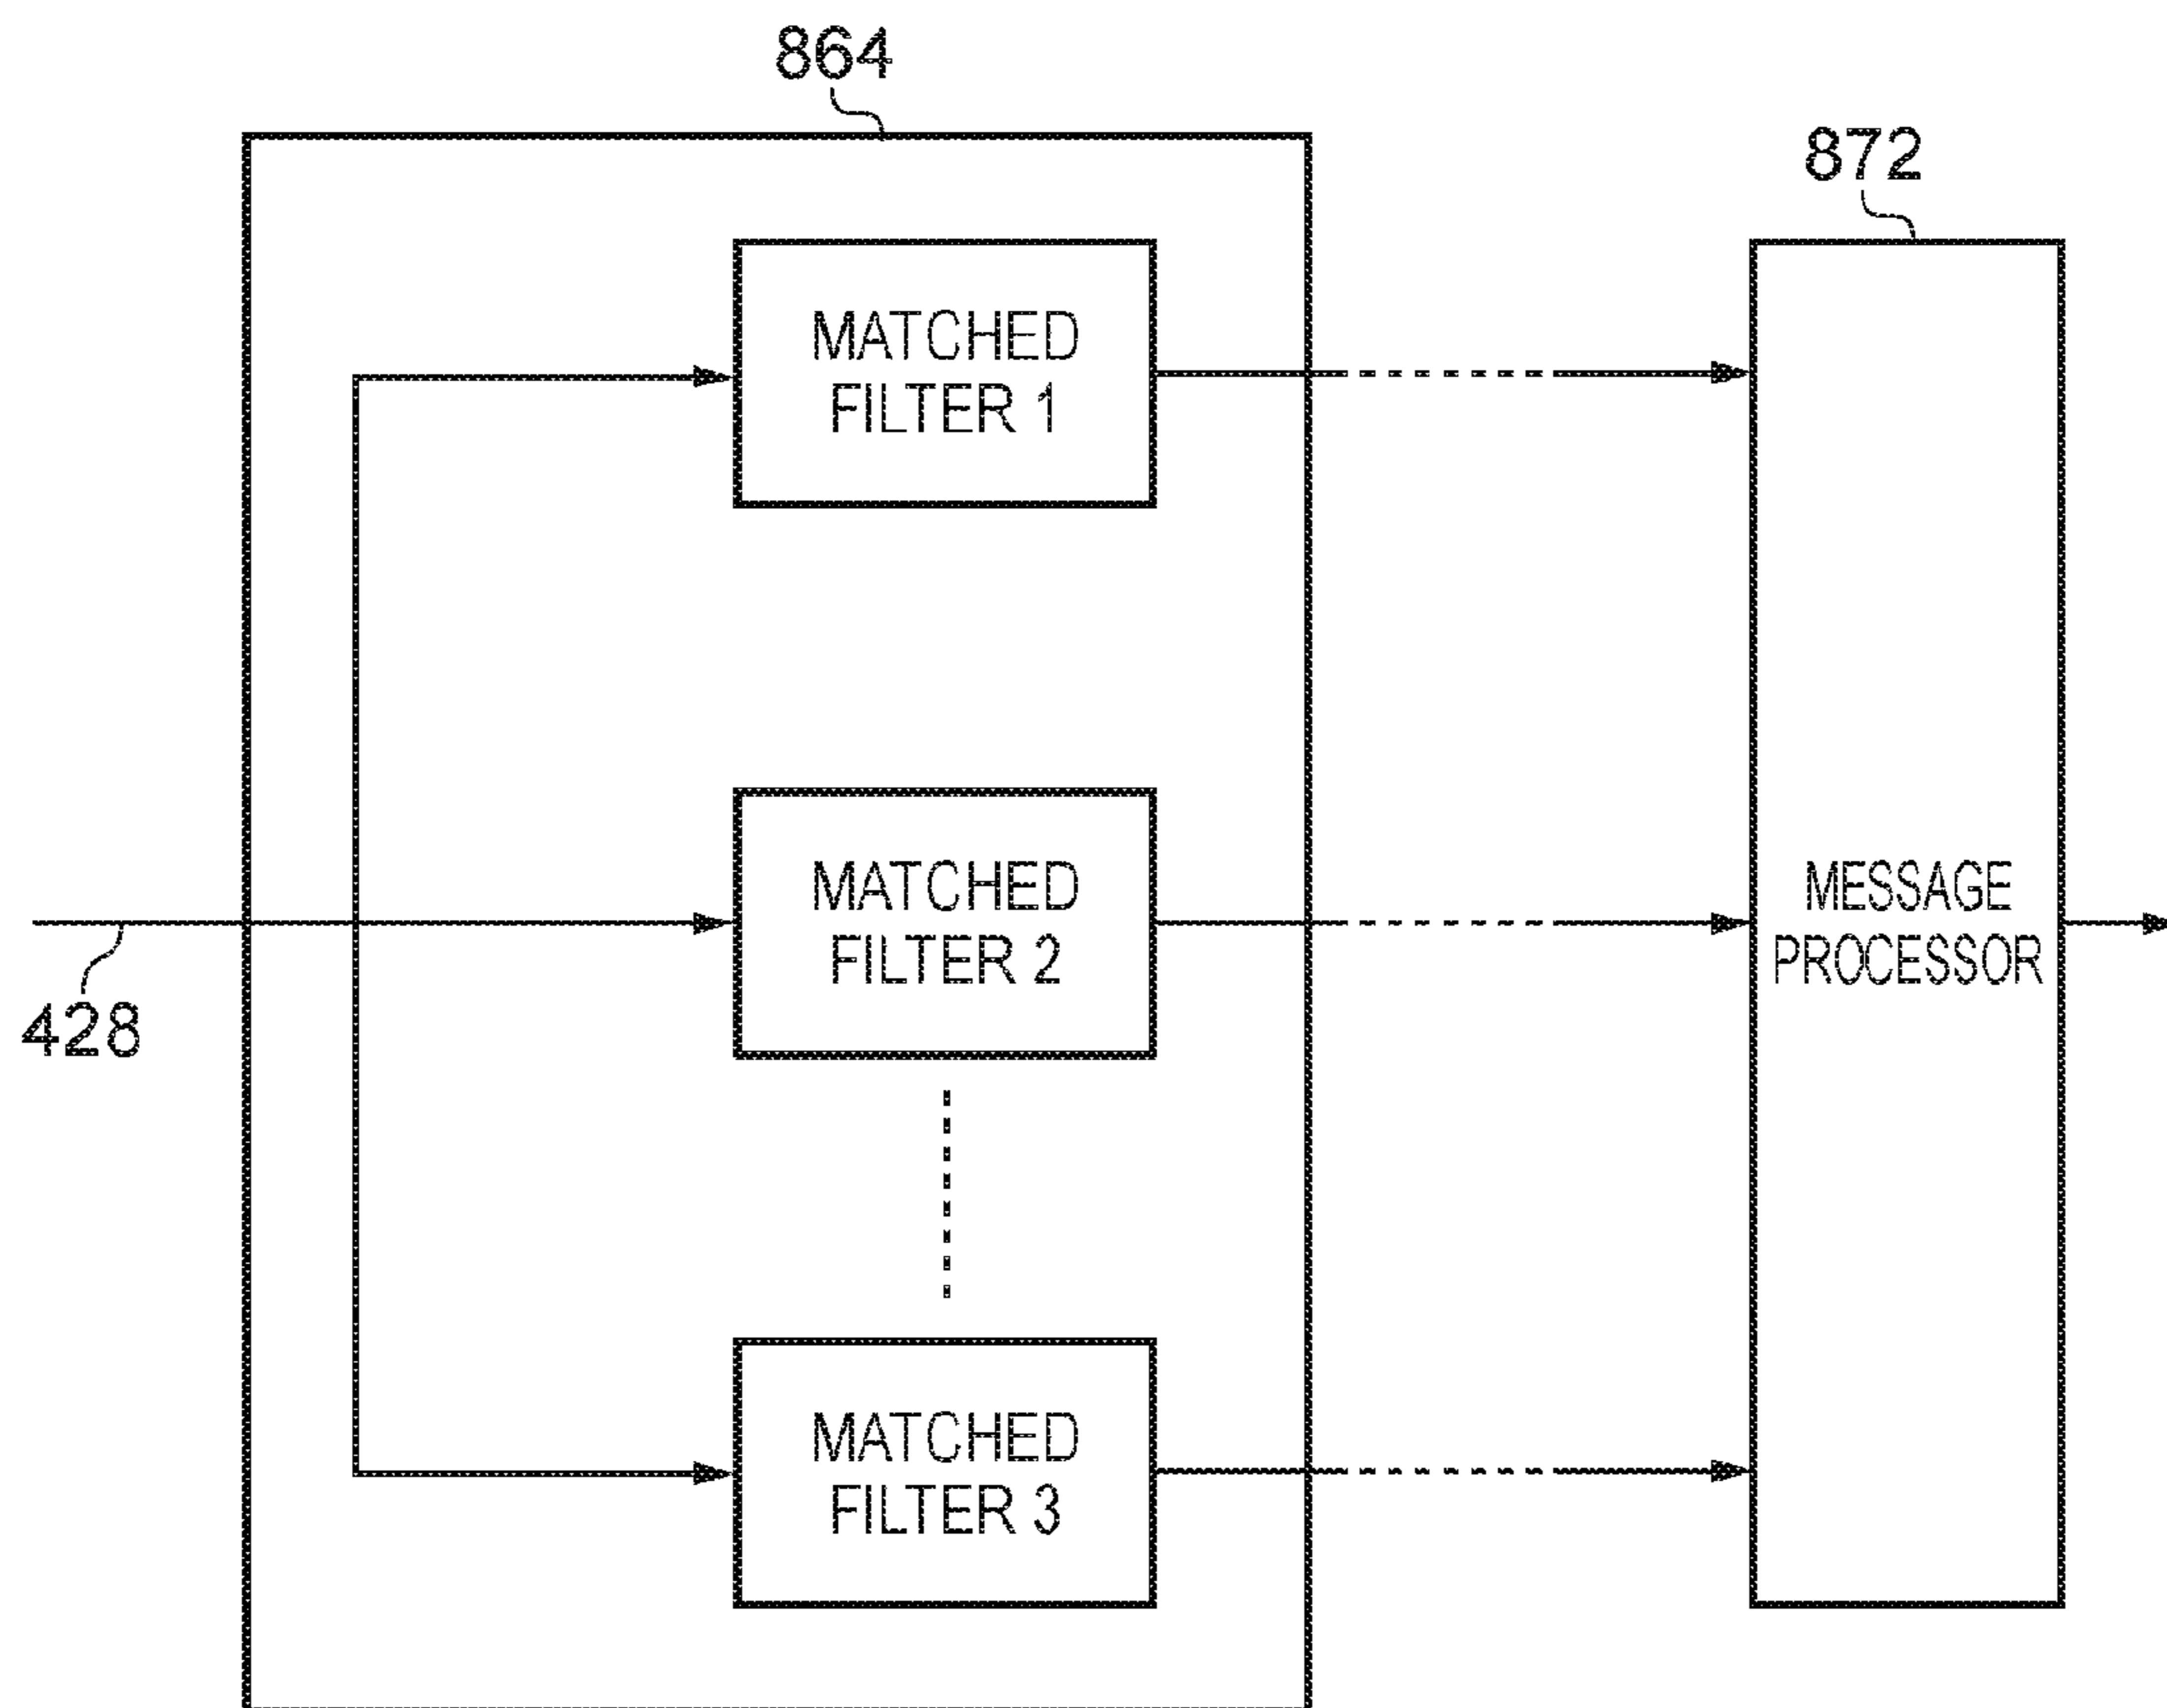 864
872
MATCHED
FILTER 1
MATCHED
FILTER 2
MESSAGE
PROCESSOR
428
MATCHED
FILTER 3